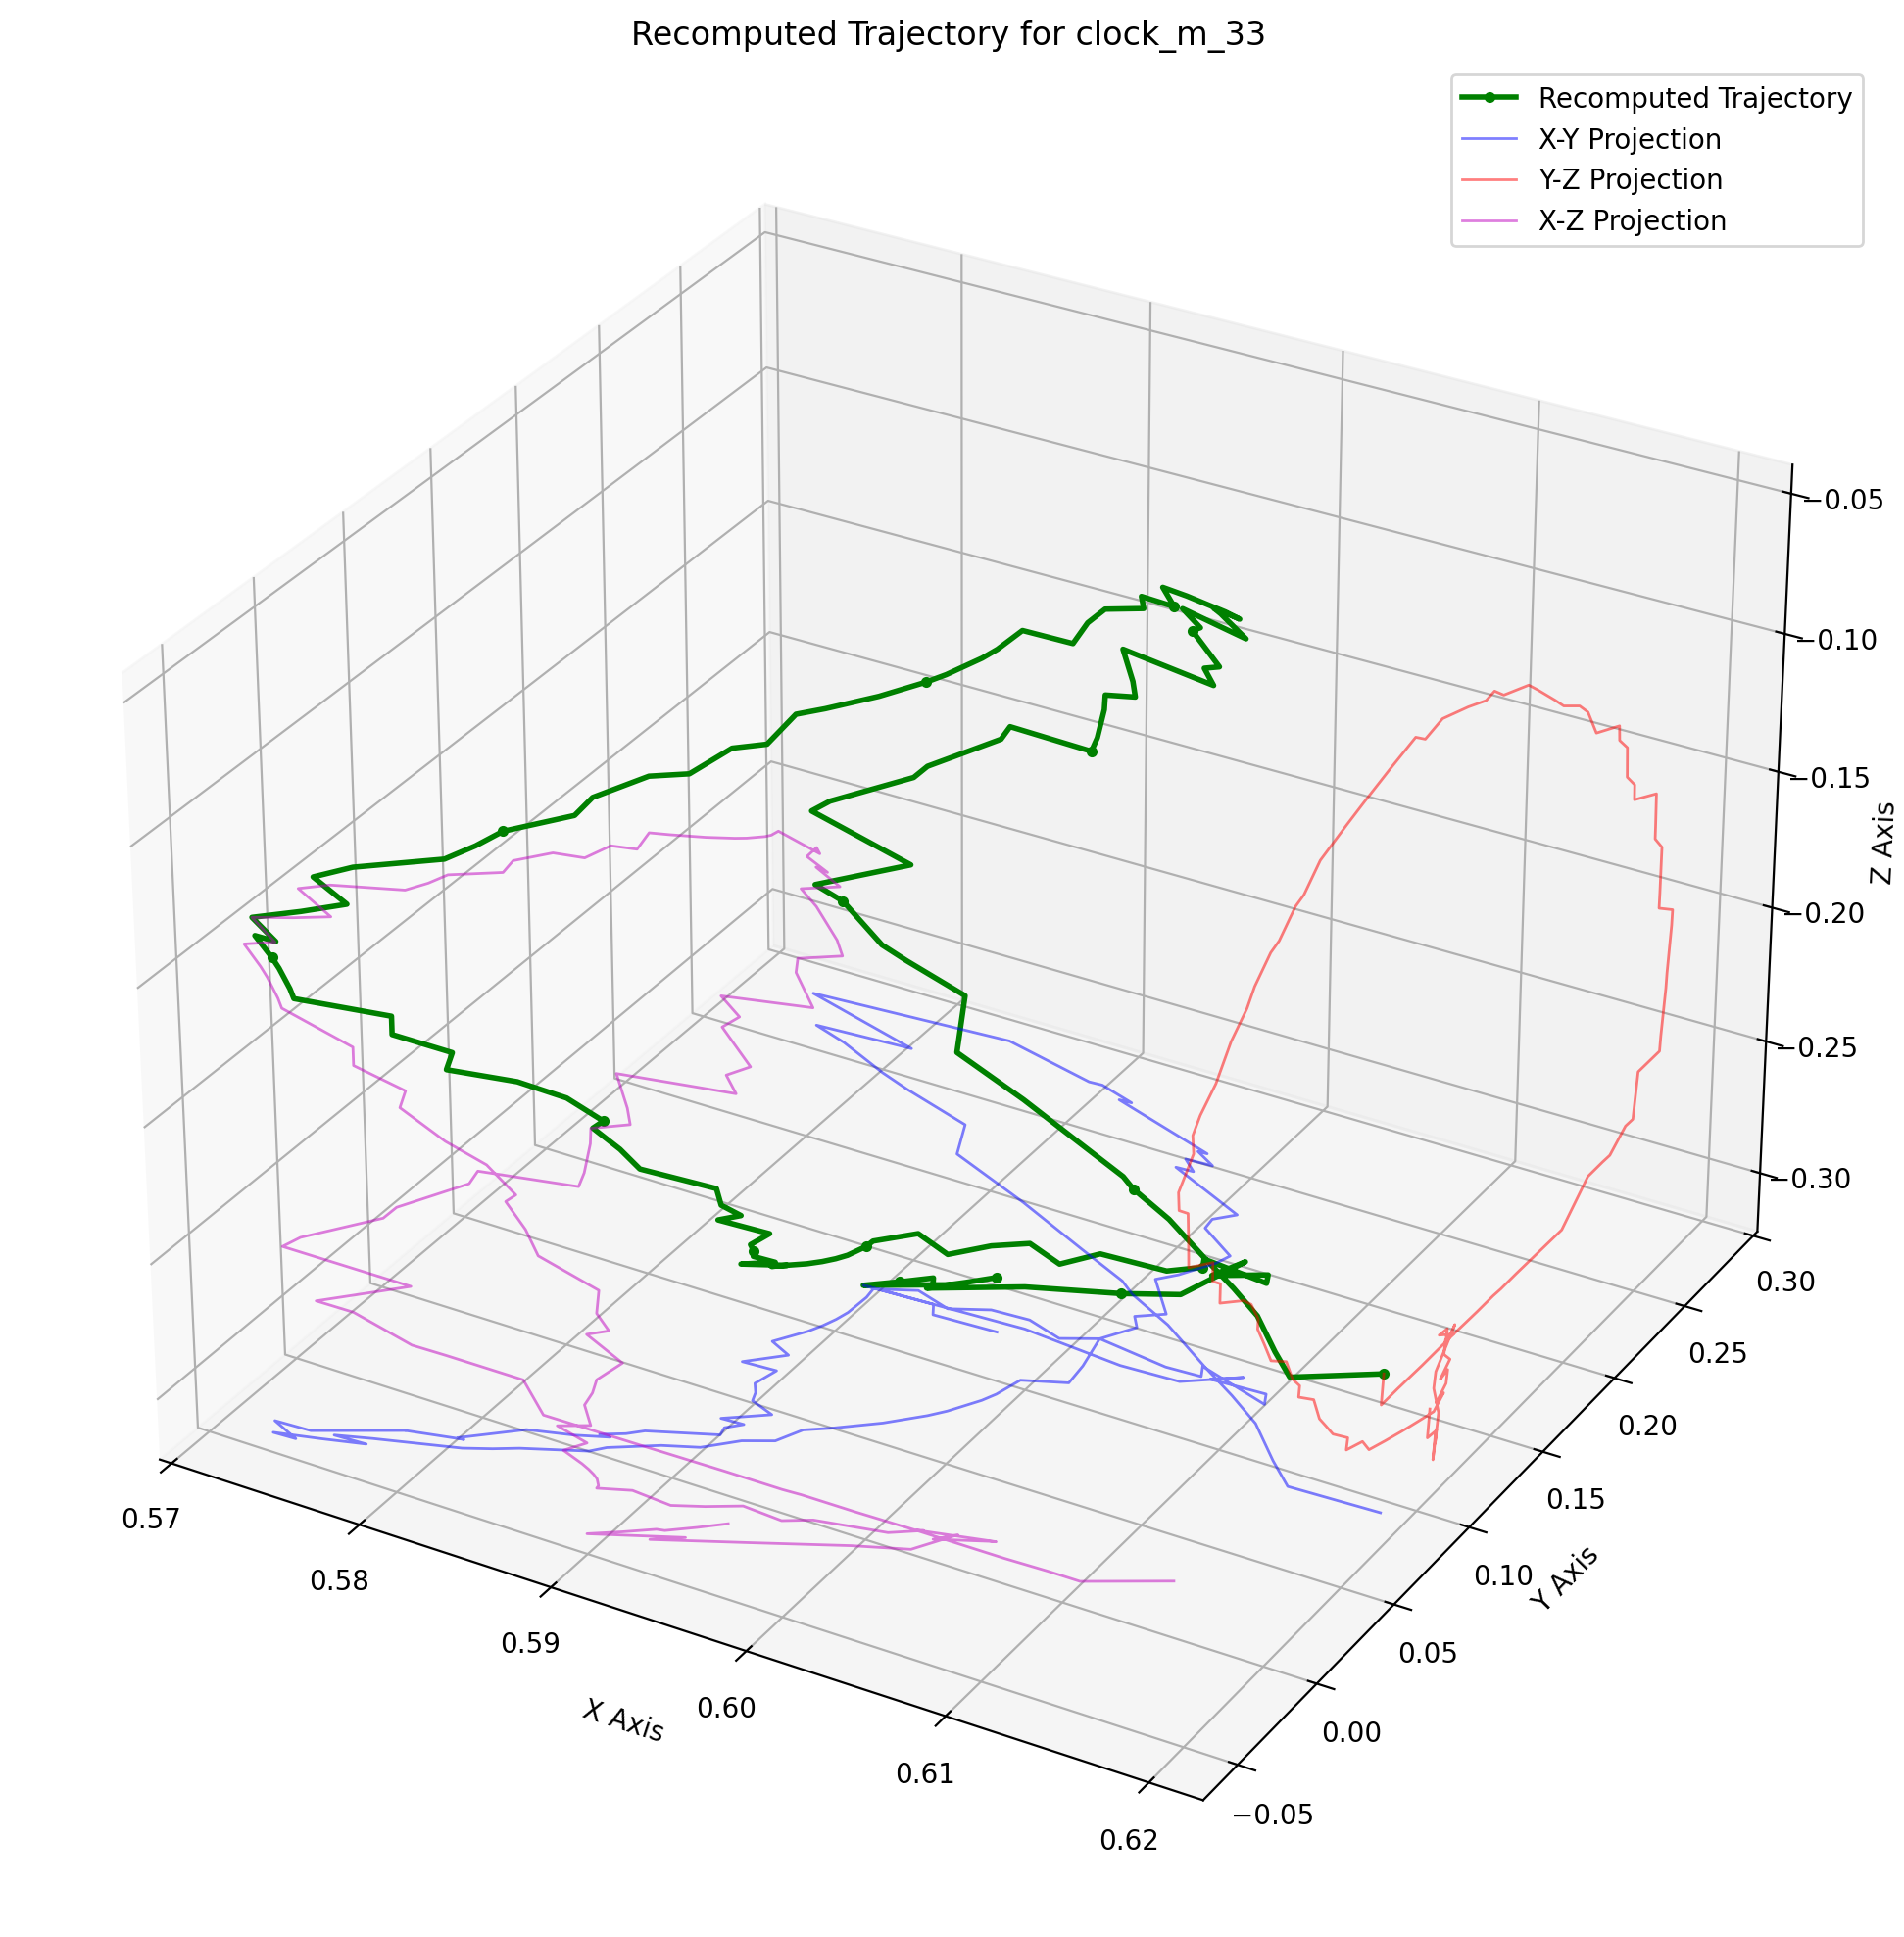 Recomputed Trajectory for clock_m_33
Recomputed Trajectory
X-Y Projection
Y-Z Projection
X-Z Projection
−0.05
−0.10
−0.15
−0.20
−0.25
−0.30
Z Axis
0.30
0.25
0.20
0.15
0.10
0.05
0.00
−0.05
Y Axis
0.57
0.58
0.59
0.60
0.61
0.62
X Axis